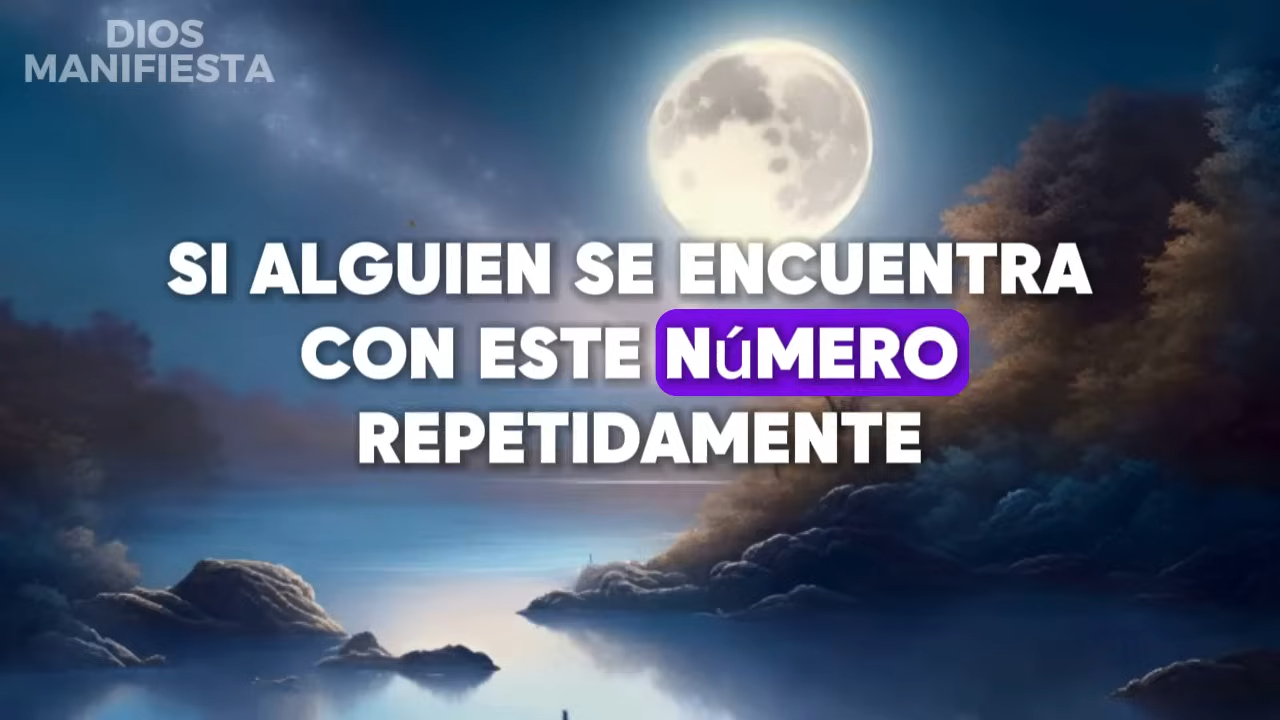 DIOS
MANIFIESTA
SI ALGUIEN SE ENCUENTRA
CON ESTE NúMERO
REPETIDAMENTE